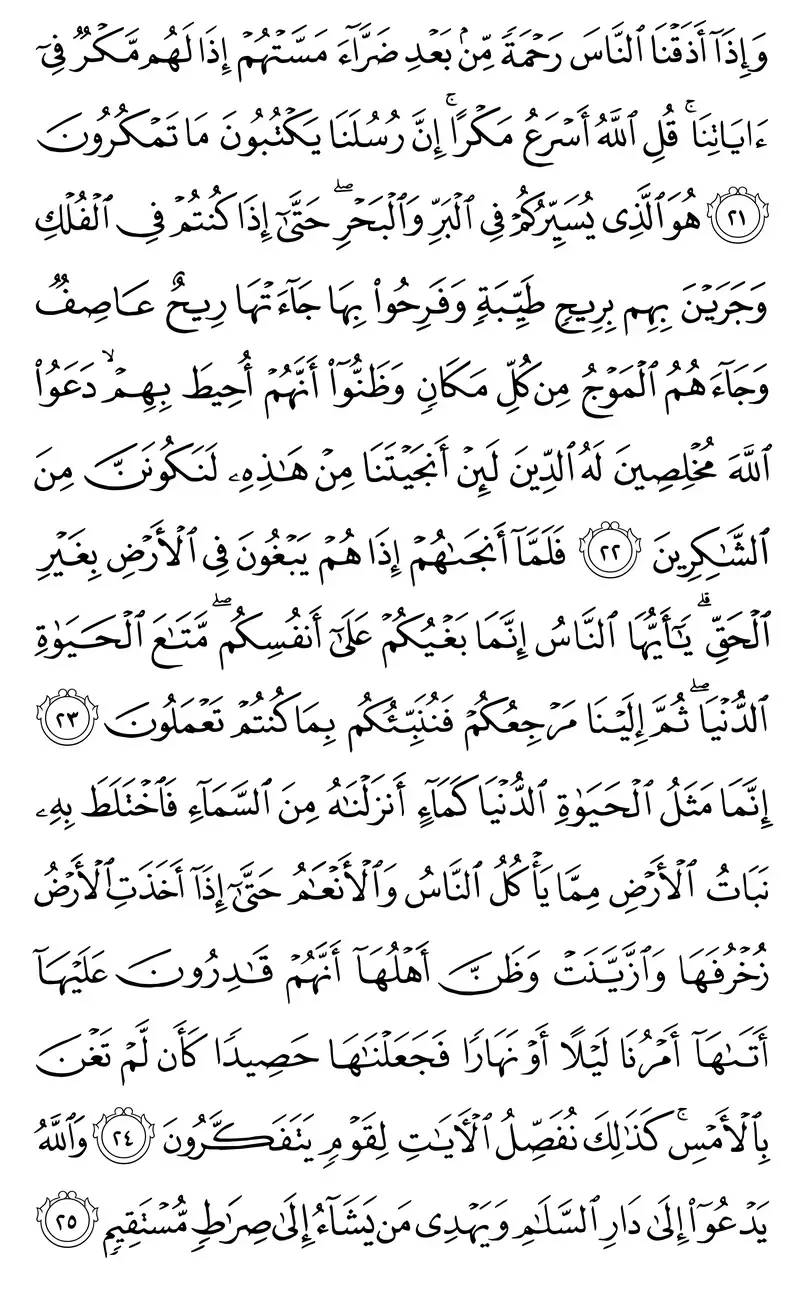 وَإِذَآ أَذَقْنَا ٱلنَّاسَ رَحْمَةً مِّنۢ بَعْدِ ضَرَّآءَ مَسَّتْهُمْ إِذَا لَهُم مَّكْرٌ فِىٓ
ءَايَاتِنَا ۚ قُلِ ٱللَّهُ أَسْرَعُ مَكْرًا ۚ إِنَّ رُسُلَنَا يَكْتُبُونَ مَا تَمْكُرُونَ
٢١ هُوَ ٱلَّذِى يُسَيِّرُكُمْ فِى ٱلْبَرِّ وَٱلْبَحْرِ ۖ حَتَّىٰٓ إِذَا كُنتُمْ فِى ٱلْفُلْكِ
وَجَرَيْنَ بِهِم بِرِيحٍ طَيِّبَةٍ وَفَرِحُوا۟ بِهَا جَآءَتْهَا رِيحٌ عَاصِفٌ
وَجَآءَهُمُ ٱلْمَوْجُ مِن كُلِّ مَكَانٍ وَظَنُّوٓا۟ أَنَّهُمْ أُحِيطَ بِهِمْ ۙ دَعَوُا۟
ٱللَّهَ مُخْلِصِينَ لَهُ ٱلدِّينَ لَئِنْ أَنجَيْتَنَا مِنْ هَـٰذِهِۦ لَنَكُونَنَّ مِنَ
ٱلشَّـٰكِرِينَ ٢٢ فَلَمَّآ أَنجَىٰهُمْ إِذَا هُمْ يَبْغُونَ فِى ٱلْأَرْضِ بِغَيْرِ
ٱلْحَقِّ ۗ يَـٰٓأَيُّهَا ٱلنَّاسُ إِنَّمَا بَغْيُكُمْ عَلَىٰٓ أَنفُسِكُم ۖ مَّتَـٰعَ ٱلْحَيَوٰةِ
ٱلدُّنْيَا ۖ ثُمَّ إِلَيْنَا مَرْجِعُكُمْ فَنُنَبِّئُكُم بِمَا كُنتُمْ تَعْمَلُونَ ٢٣
إِنَّمَا مَثَلُ ٱلْحَيَوٰةِ ٱلدُّنْيَا كَمَآءٍ أَنزَلْنَـٰهُ مِنَ ٱلسَّمَآءِ فَٱخْتَلَطَ بِهِۦ
نَبَاتُ ٱلْأَرْضِ مِمَّا يَأْكُلُ ٱلنَّاسُ وَٱلْأَنْعَـٰمُ حَتَّىٰٓ إِذَآ أَخَذَتِ ٱلْأَرْضُ
زُخْرُفَهَا وَٱزَّيَّنَتْ وَظَنَّ أَهْلُهَآ أَنَّهُمْ قَـٰدِرُونَ عَلَيْهَآ
أَتَىٰهَآ أَمْرُنَا لَيْلًا أَوْ نَهَارًا فَجَعَلْنَـٰهَا حَصِيدًا كَأَن لَّمْ تَغْنَ
بِٱلْأَمْسِ ۚ كَذَٰلِكَ نُفَصِّلُ ٱلْـَٔايَـٰتِ لِقَوْمٍ يَتَفَكَّرُونَ ٢٤ وَٱللَّهُ
يَدْعُوٓا۟ إِلَىٰ دَارِ ٱلسَّلَـٰمِ وَيَهْدِى مَن يَشَآءُ إِلَىٰ صِرَٰطٍ مُّسْتَقِيمٍ ٢٥